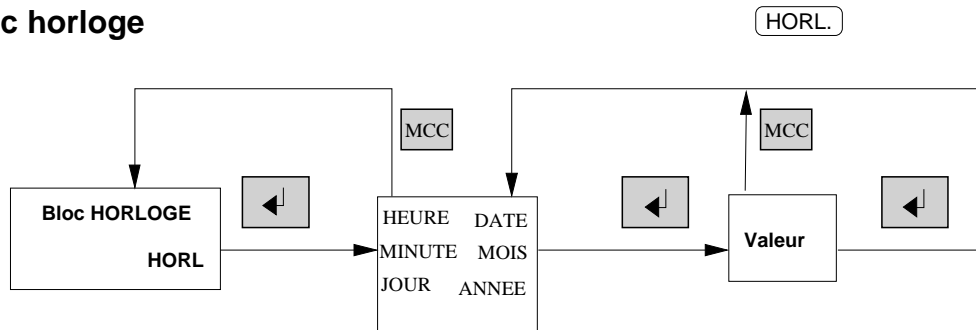 c horloge
HORL.
MCC
MCC
Bloc HORLOGE
HORL
HEURE DATE
MINUTE MOIS
JOUR ANNEE
Valeur